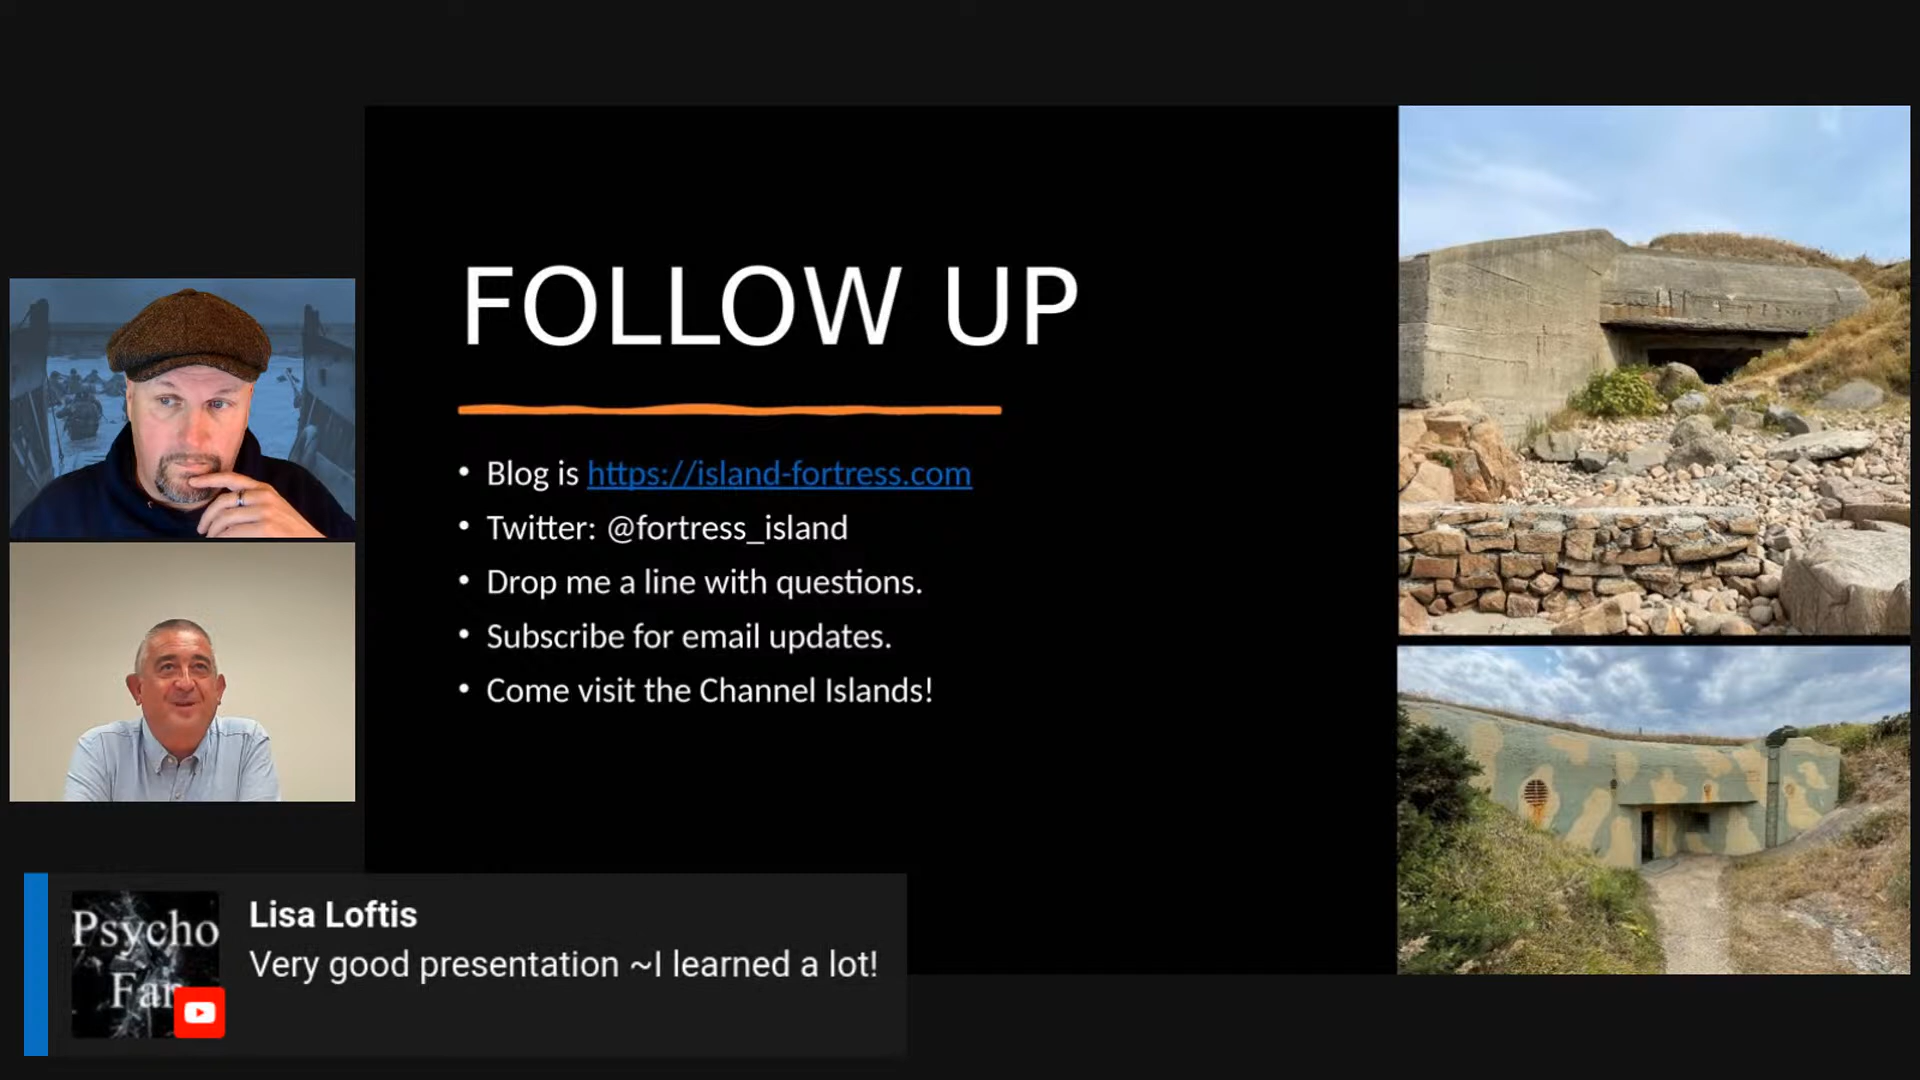 FOLLOW UP
• Blog is https://island-fortress.com
• Twitter: @fortress_island
• Drop me a line with questions.
• Subscribe for email updates.
• Come visit the Channel Islands!
Psycho
Fan
Lisa Loftis
Very good presentation ~I learned a lot!